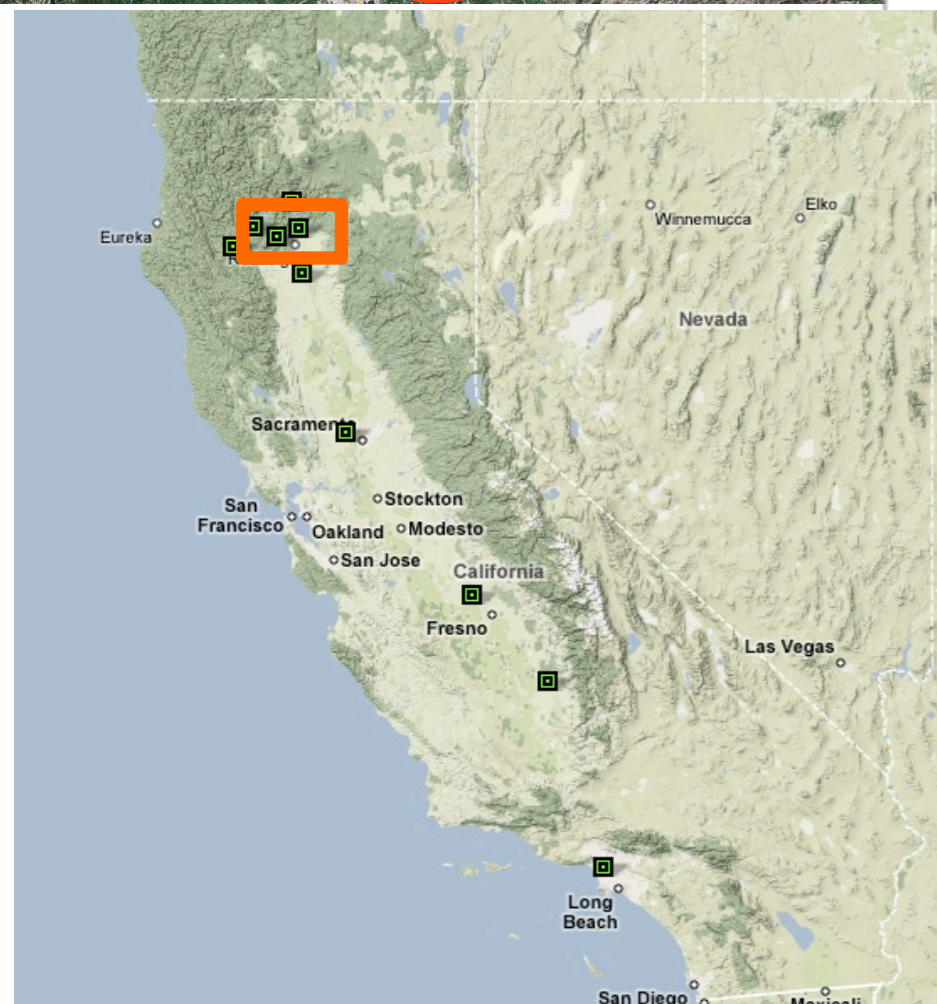 Elko
Winnemucca
Eureka
Nevada
Sacramento
Stockton
San
Francisco
Oakland
Modesto
San Jose
California
Fresno
Las Vegas
Long
Beach
San Diego
Mexicali